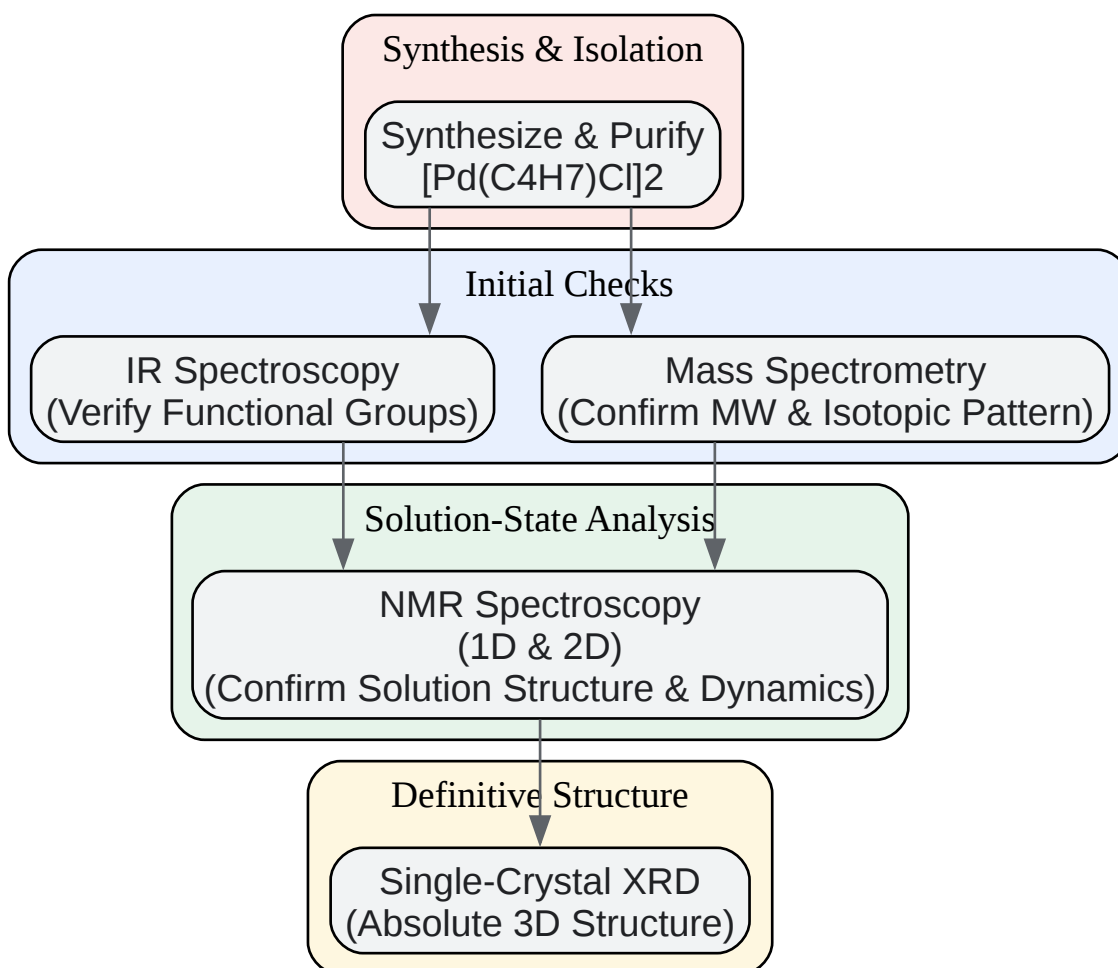 Synthesis & Isolation
Synthesize & Purify
[Pd(C4H7)Cl]2
Initial Checks
IR Spectroscopy
(Verify Functional Groups)
Mass Spectrometry
(Confirm MW & Isotopic Pattern)
Solution-State Analysis
NMR Spectroscopy
(1D & 2D)
(Confirm Solution Structure & Dynamics)
Definitive Structure
Single-Crystal XRD
(Absolute 3D Structure)